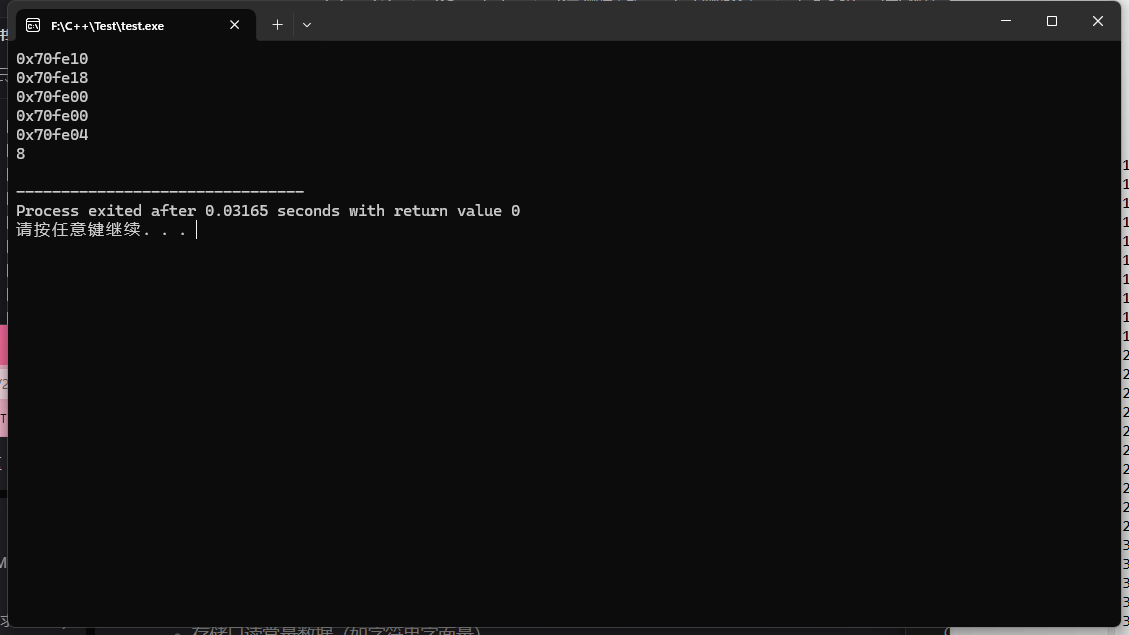 F:\C++\Test\test.exe
0x70fe10
0x70fe18
0x70fe00
0x70fe00
0x70fe04
8
--------------------------------
Process exited after 0.03165 seconds with return value 0
请按任意键继续. . .